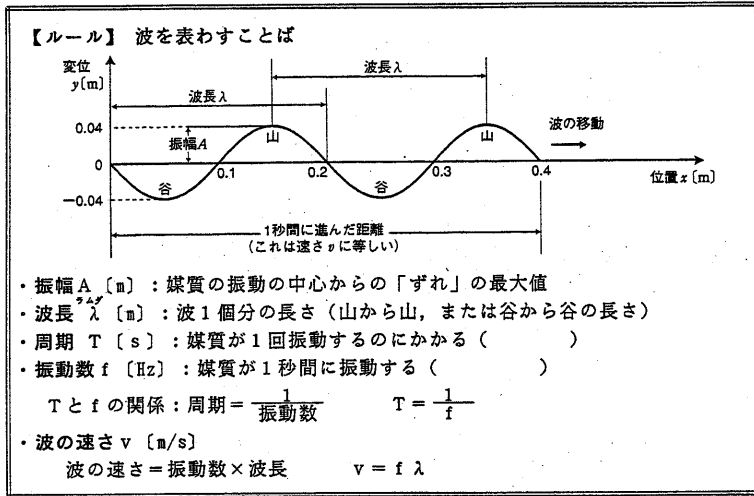 【ルール】 波を表わすことば
変位
y〔m〕
波長λ
波長λ
0.04
振幅A
山
山
波の移動
0
0.1
0.2
0.3
0.4
位置x〔m〕
谷
谷
-0.04
1秒間に進んだ距離
(これは速さvに等しい)
・振幅A〔m〕:媒質の振動の中心からの「ずれ」の最大値
ラムダ
・波長 λ〔m〕:波1個分の長さ(山から山,または谷から谷の長さ)
・周期 T〔s〕:媒質が1回振動するのにかかる(     )
・振動数f〔Hz〕:媒質が1秒間に振動する(     )
Tとfの関係:周期=1/振動数  T=1/f
・波の速さv〔m/s〕
波の速さ=振動数×波長  v=fλ